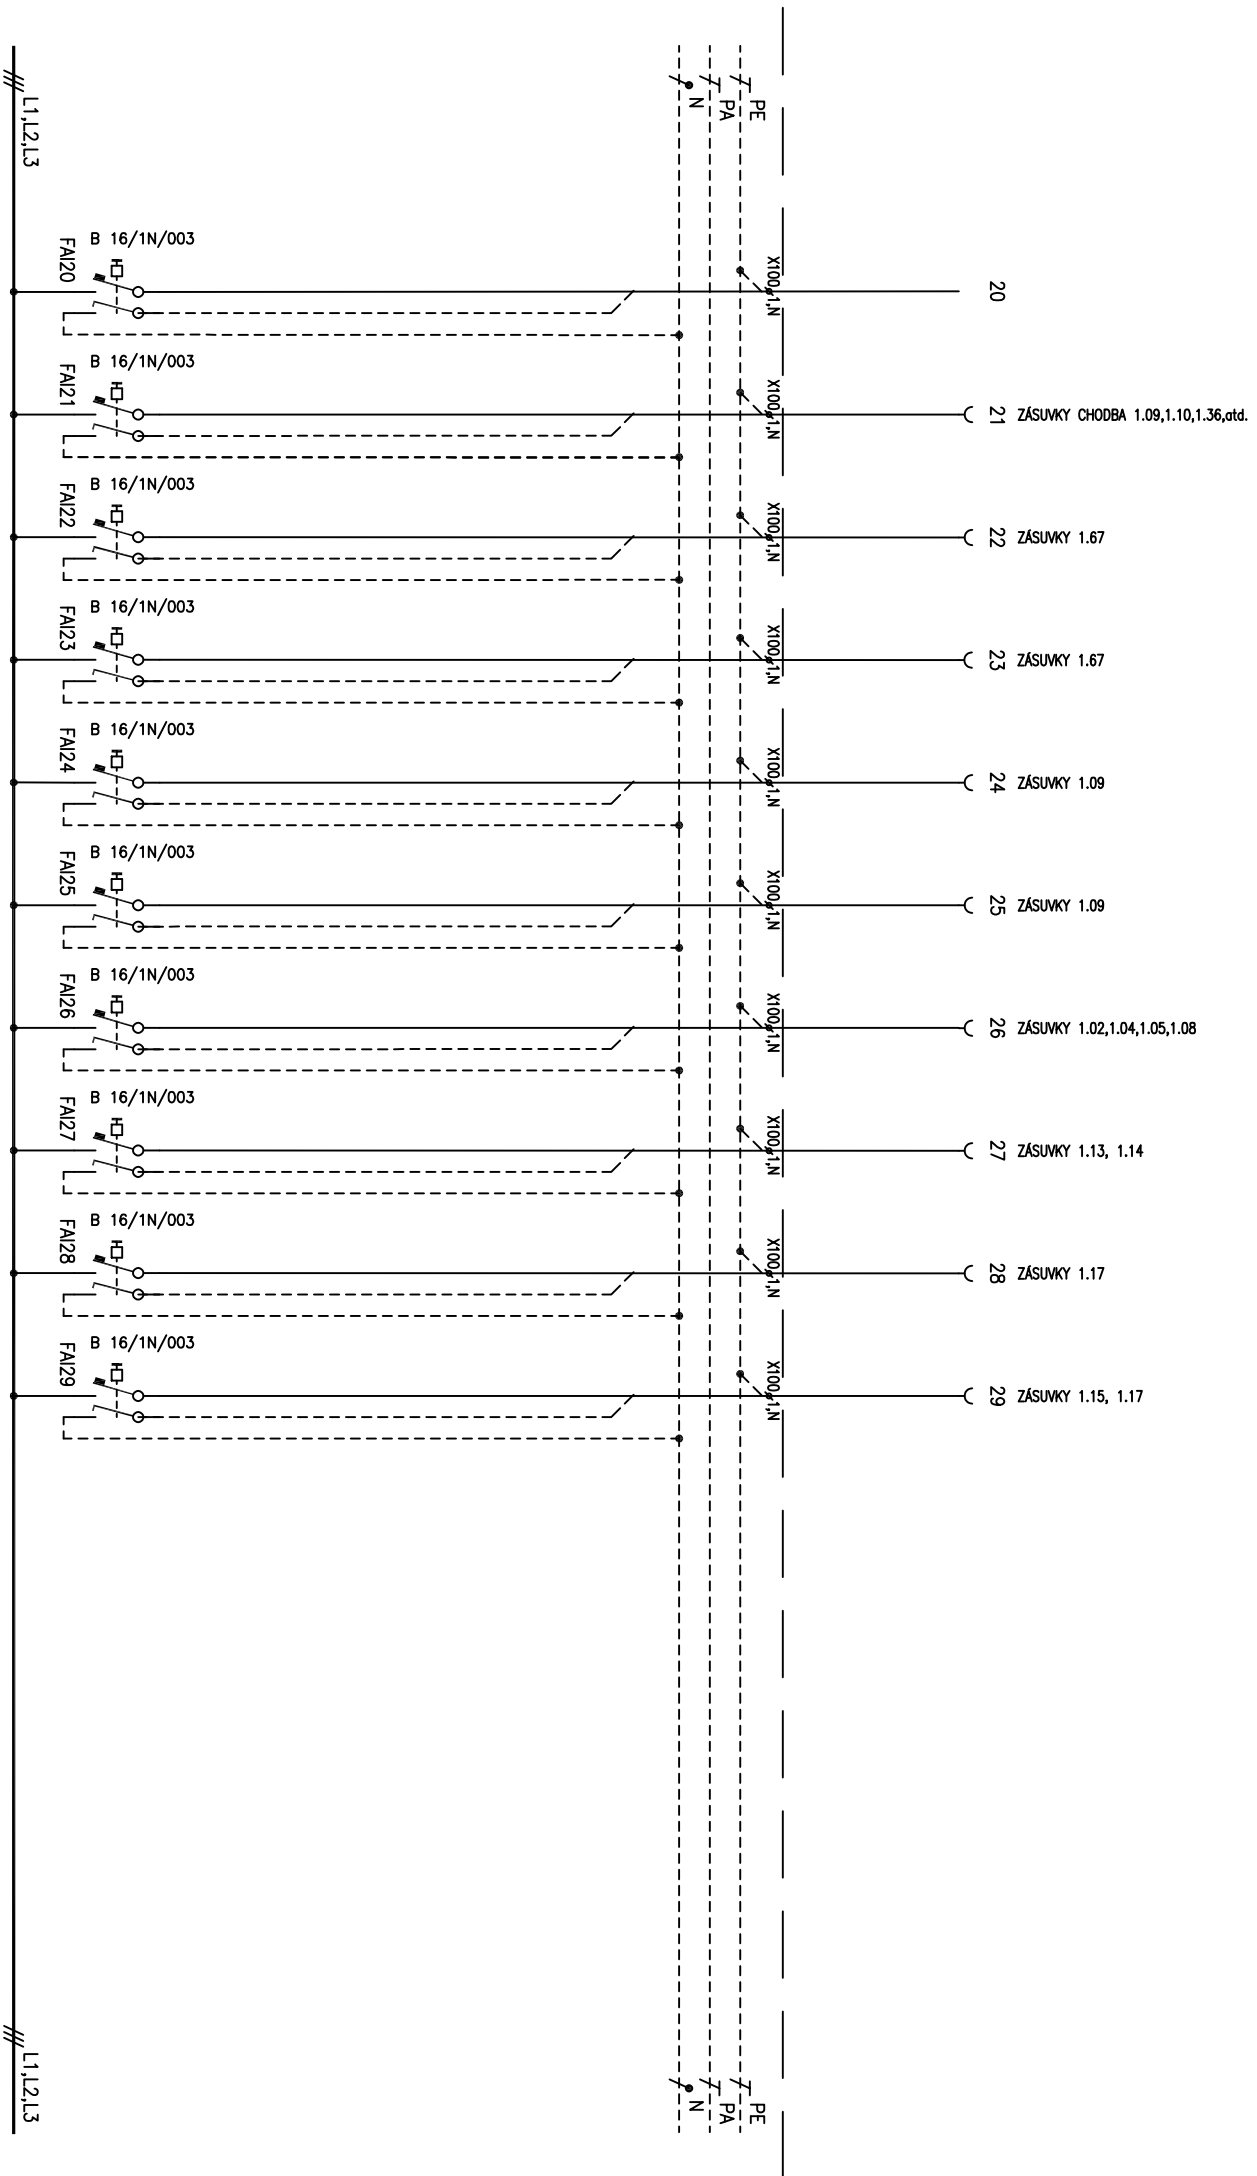 L1,L2,L3
N
PA
PE
B 16/1N/003
FAI20
X100
1,N
20
B 16/1N/003
FAI21
X100
1,N
21 ZÁSUVKY CHODBA 1.09,1.10,1.36,atd.
B 16/1N/003
FAI22
X100
1,N
22 ZÁSUVKY 1.67
B 16/1N/003
FAI23
X100
1,N
23 ZÁSUVKY 1.67
B 16/1N/003
FAI24
X100
1,N
24 ZÁSUVKY 1.09
B 16/1N/003
FAI25
X100
1,N
25 ZÁSUVKY 1.09
B 16/1N/003
FAI26
X100
1,N
26 ZÁSUVKY 1.02,1.04,1.05,1.08
B 16/1N/003
FAI27
X100
1,N
27 ZÁSUVKY 1.13, 1.14
B 16/1N/003
FAI28
X100
1,N
28 ZÁSUVKY 1.17
B 16/1N/003
FAI29
X100
1,N
29 ZÁSUVKY 1.15, 1.17
L1,L2,L3
N
PA
PE